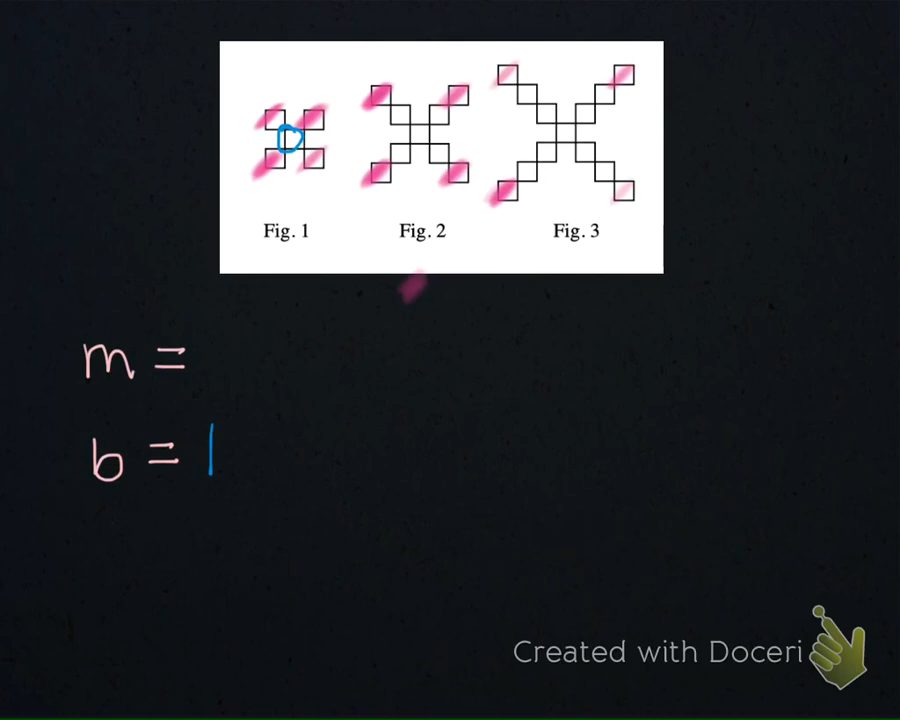 Fig. 1 Fig. 2 Fig. 3
m =
b = 1
Created with Doceri